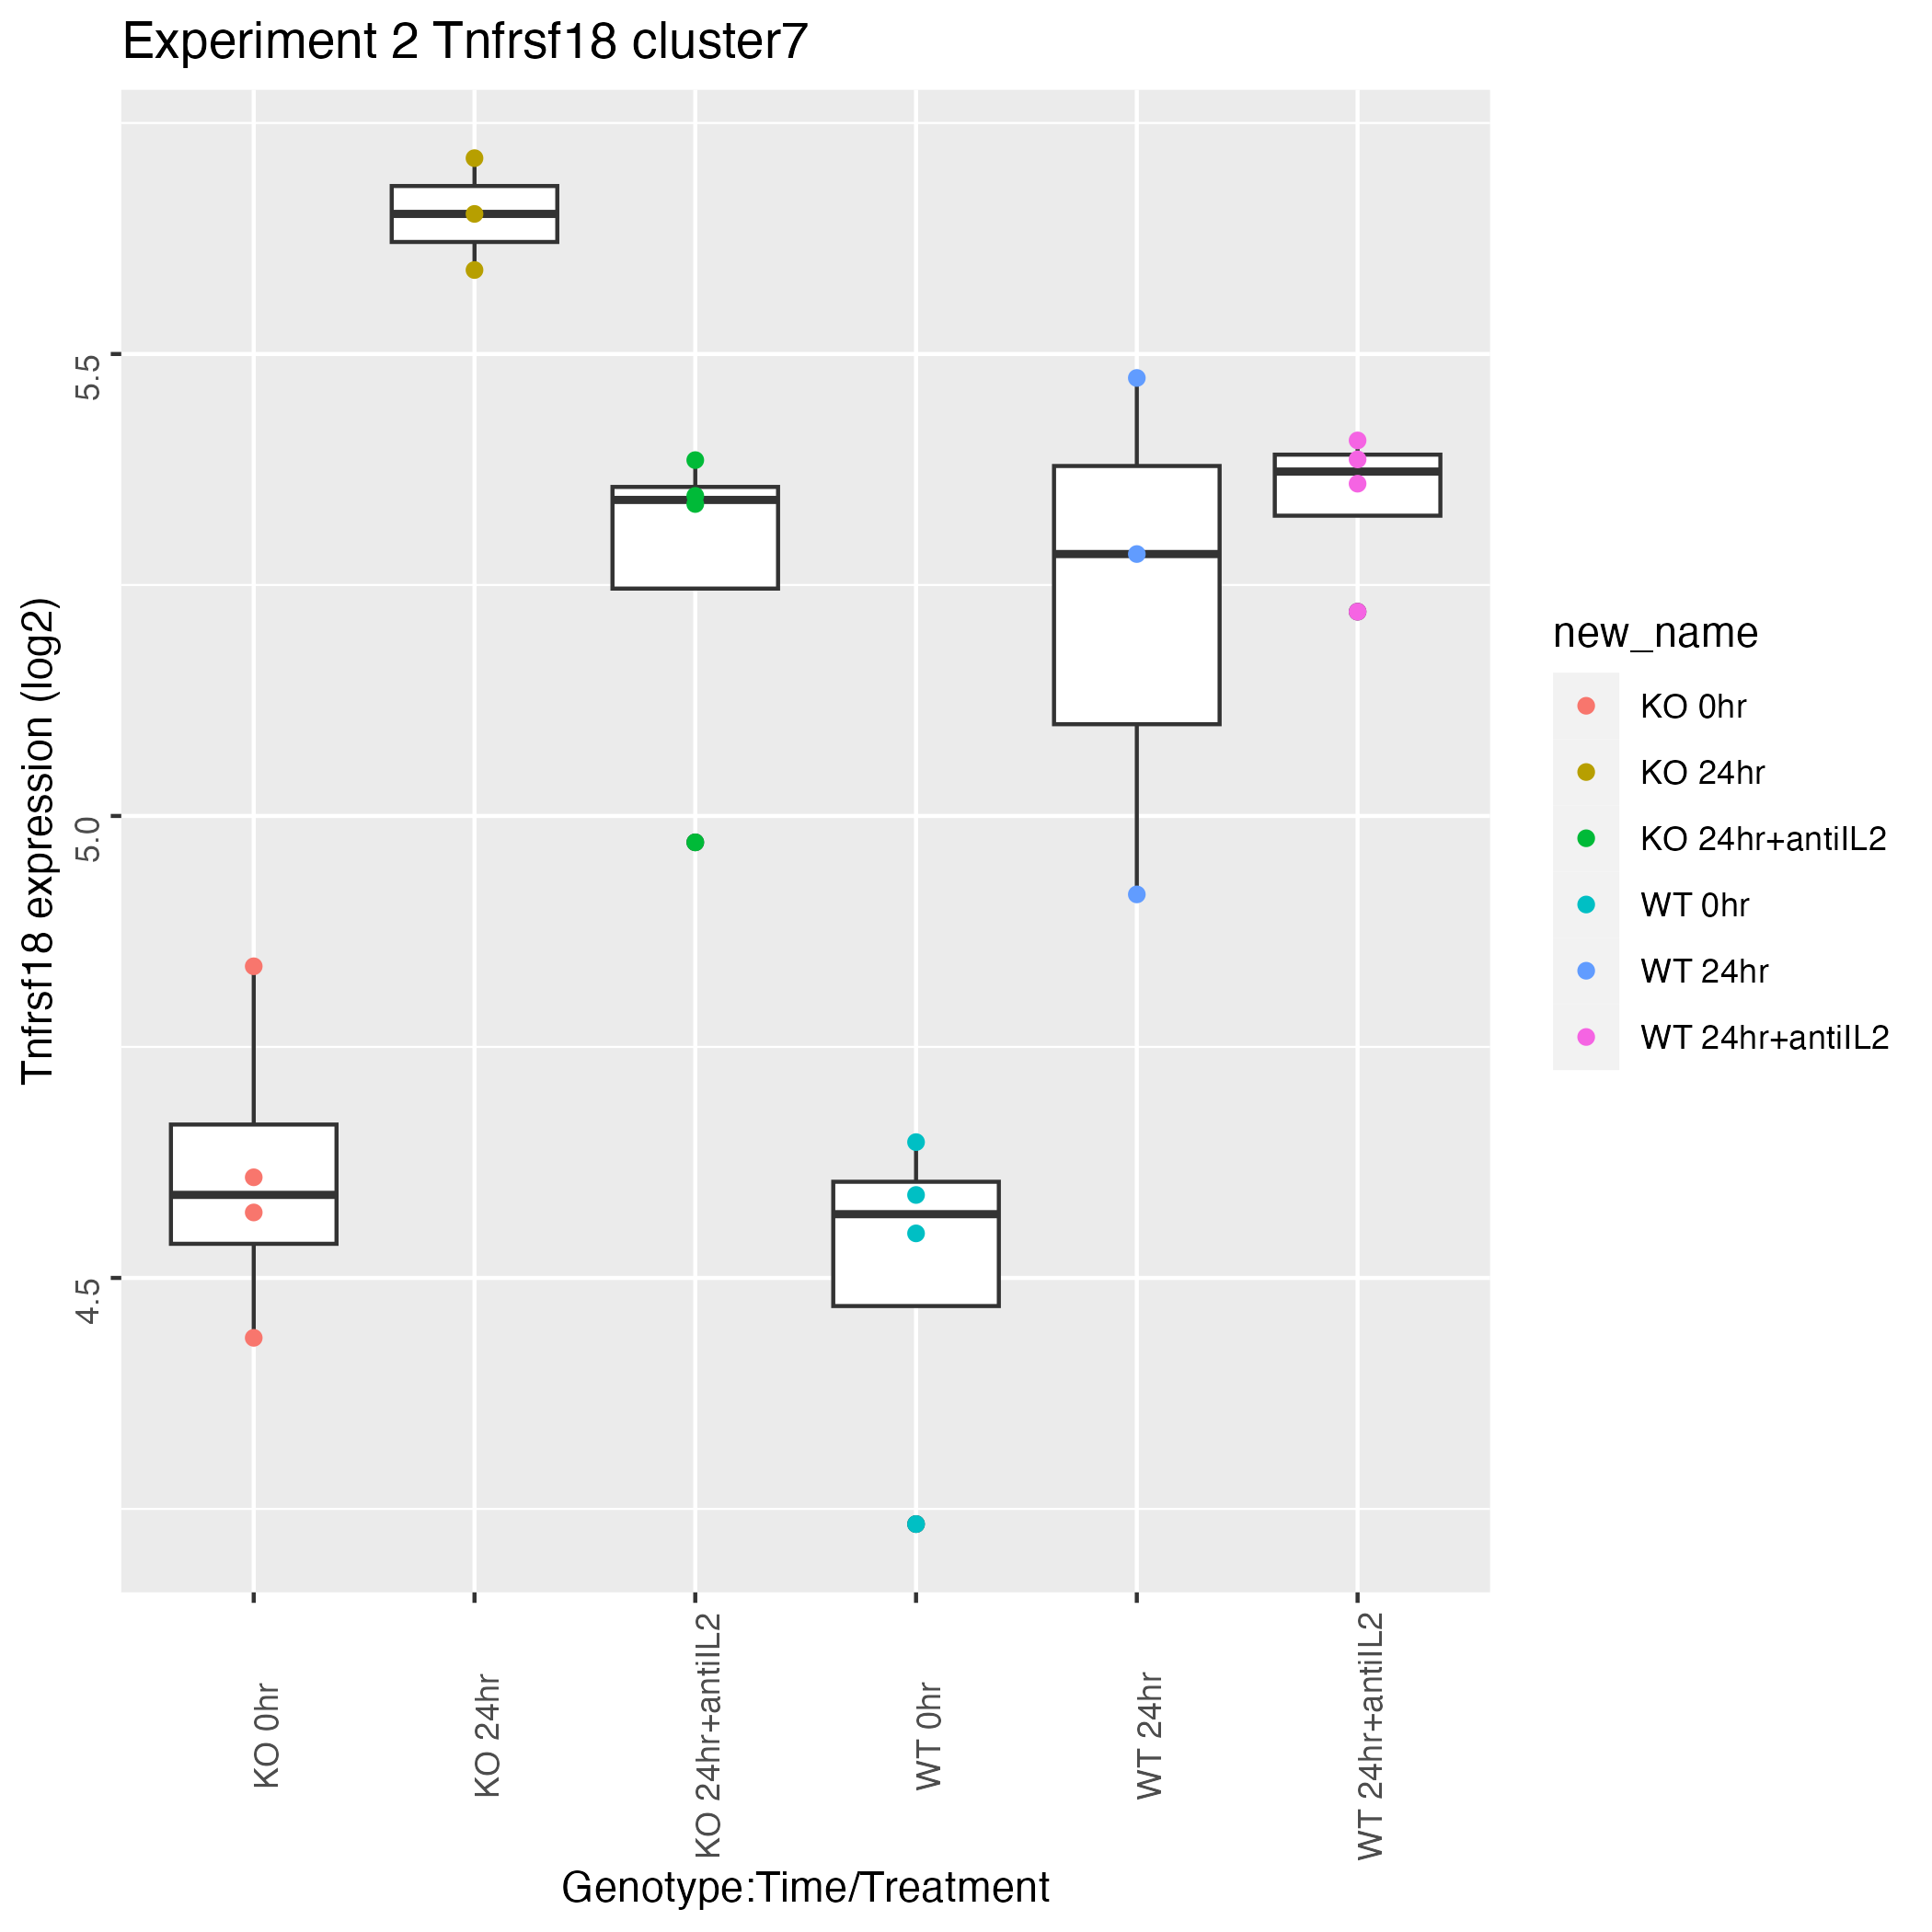 Experiment 2 Tnfrsf18 cluster7
Tnfrsf18 expression (log2)
5.5
5.0
4.5
KO 0hr
KO 24hr
KO 24hr+antiIL2
WT 0hr
WT 24hr
WT 24hr+antiIL2
Genotype:Time/Treatment
new_name
KO 0hr
KO 24hr
KO 24hr+antiIL2
WT 0hr
WT 24hr
WT 24hr+antiIL2